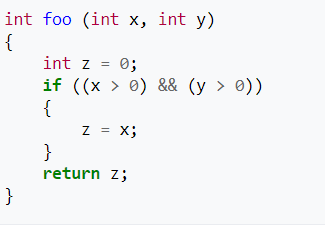 int foo (int x, int y)
{
    int z = 0;
    if ((x > 0) && (y > 0))
    {
        z = x;
    }
    return z;
}